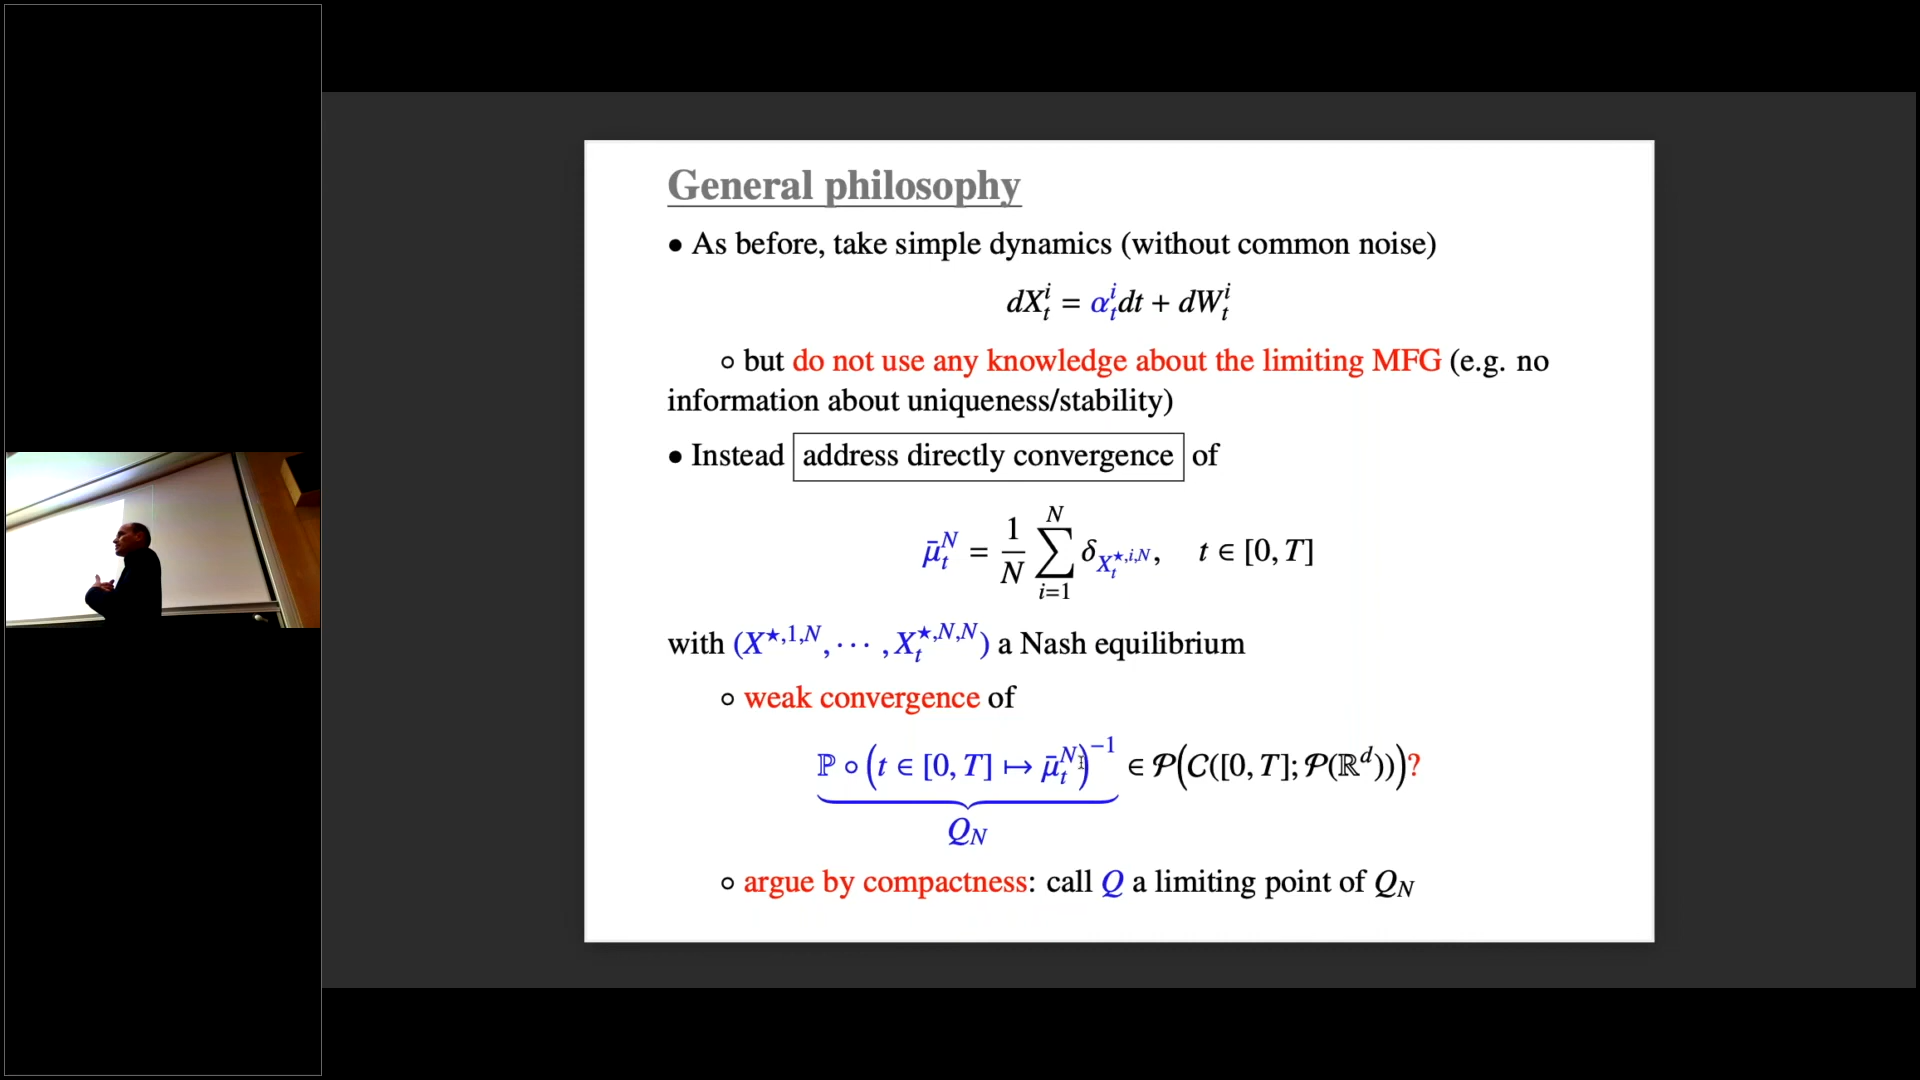 General philosophy
• As before, take simple dynamics (without common noise)
dX_t^i = α_t^i dt + dW_t^i
∘ but do not use any knowledge about the limiting MFG (e.g. no
information about uniqueness/stability)
• Instead address directly convergence of
μ̄_t^N = 1/N ∑_{i=1}^N δ_{X_t^{★,i,N}}, t ∈ [0, T]
with (X^{★,1,N}, ⋯ , X_t^{★,N,N}) a Nash equilibrium
∘ weak convergence of
ℙ ∘ (t ∈ [0, T] ↦ μ̄_t^N)^{−1} ∈ 𝒫(𝒞([0, T]; 𝒫(ℝ^d)))?
Q_N
∘ argue by compactness: call Q a limiting point of Q_N